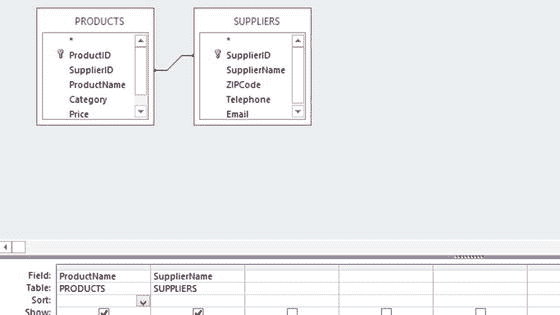 PRODUCTS
*
ProductID
SupplierID
ProductName
Category
Price
SUPPLIERS
*
SupplierID
SupplierName
ZIPCode
Telephone
Email
Field: ProductName SupplierName
Table: PRODUCTS SUPPLIERS
Sort:
Show: